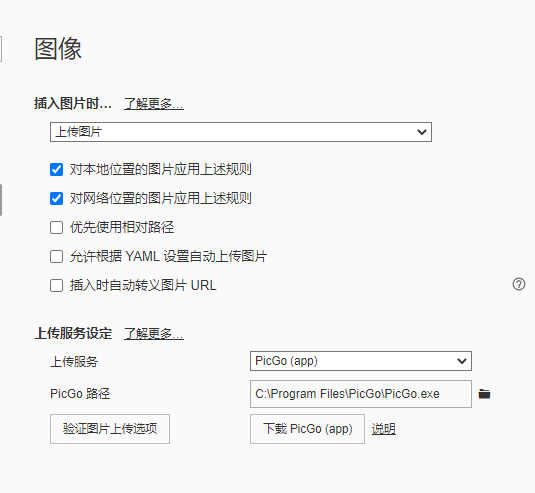 图像
插入图片时... 了解更多...
上传图片
对本地位置的图片应用上述规则
对网络位置的图片应用上述规则
优先使用相对路径
允许根据 YAML 设置自动上传图片
插入时自动转义图片 URL
上传服务设定 了解更多...
上传服务 PicGo (app)
PicGo 路径 C:\Program Files\PicGo\PicGo.exe
验证图片上传选项 下载 PicGo (app) 说明